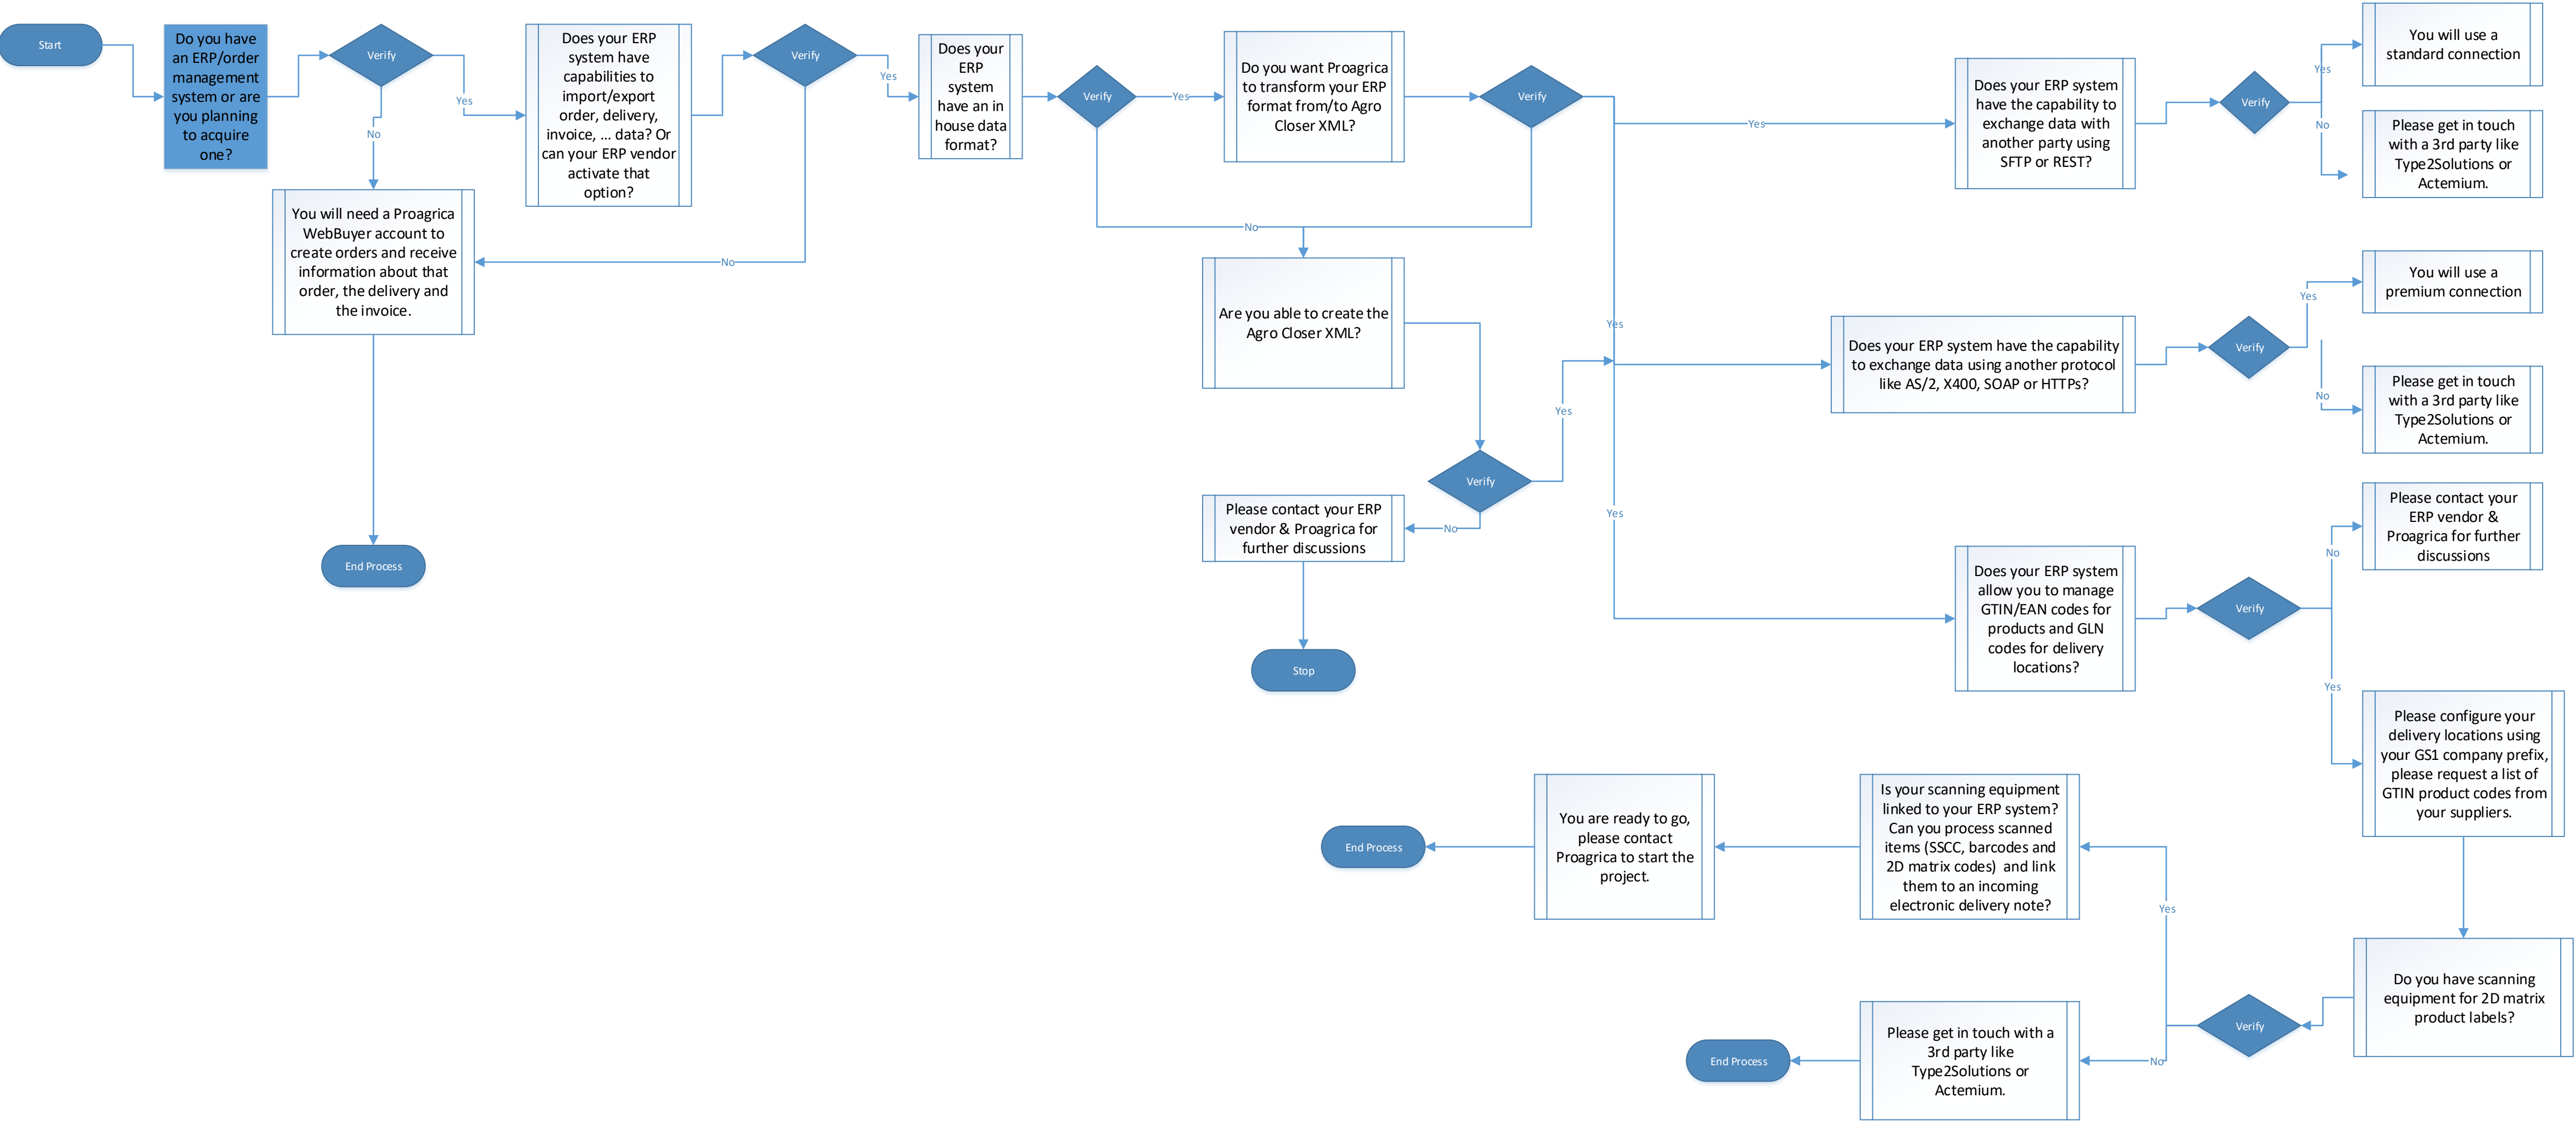 Start
Do you have
an ERP/order
management
system or are
you planning
to acquire
one?
Verify
Yes
No
You will need a Proagrica
WebBuyer account to
create orders and receive
information about that
order, the delivery and
the invoice.
End Process
Does your ERP
system have
capabilities to
import/export
order, delivery,
invoice, ... data? Or
can your ERP vendor
activate that
option?
Verify
Yes
No
Does your
ERP
system
have an in
house data
format?
Verify
Yes
No
Do you want Proagrica
to transform your ERP
format from/to Agro
Closer XML?
Verify
Are you able to create the
Agro Closer XML?
Verify
Yes
No
Please contact your ERP
vendor & Proagrica for
further discussions
Stop
Yes
Yes
Yes
Does your ERP system
have the capability to
exchange data with
another party using
SFTP or REST?
Verify
Yes
No
You will use a
standard connection
Please get in touch
with a 3rd party like
Type2Solutions or
Actemium.
Does your ERP system have the capability
to exchange data using another protocol
like AS/2, X400, SOAP or HTTPs?
Verify
Yes
No
You will use a
premium connection
Please get in touch
with a 3rd party like
Type2Solutions or
Actemium.
Does your ERP system
allow you to manage
GTIN/EAN codes for
products and GLN
codes for delivery
locations?
Verify
No
Yes
Please contact your
ERP vendor &
Proagrica for further
discussions
Please configure your
delivery locations using
your GS1 company prefix,
please request a list of
GTIN product codes from
your suppliers.
Do you have scanning
equipment for 2D matrix
product labels?
Verify
Yes
No
Is your scanning equipment
linked to your ERP system?
Can you process scanned
items (SSCC, barcodes and
2D matrix codes) and link
them to an incoming
electronic delivery note?
You are ready to go,
please contact
Proagrica to start the
project.
End Process
Please get in touch with a
3rd party like
Type2Solutions or
Actemium.
End Process